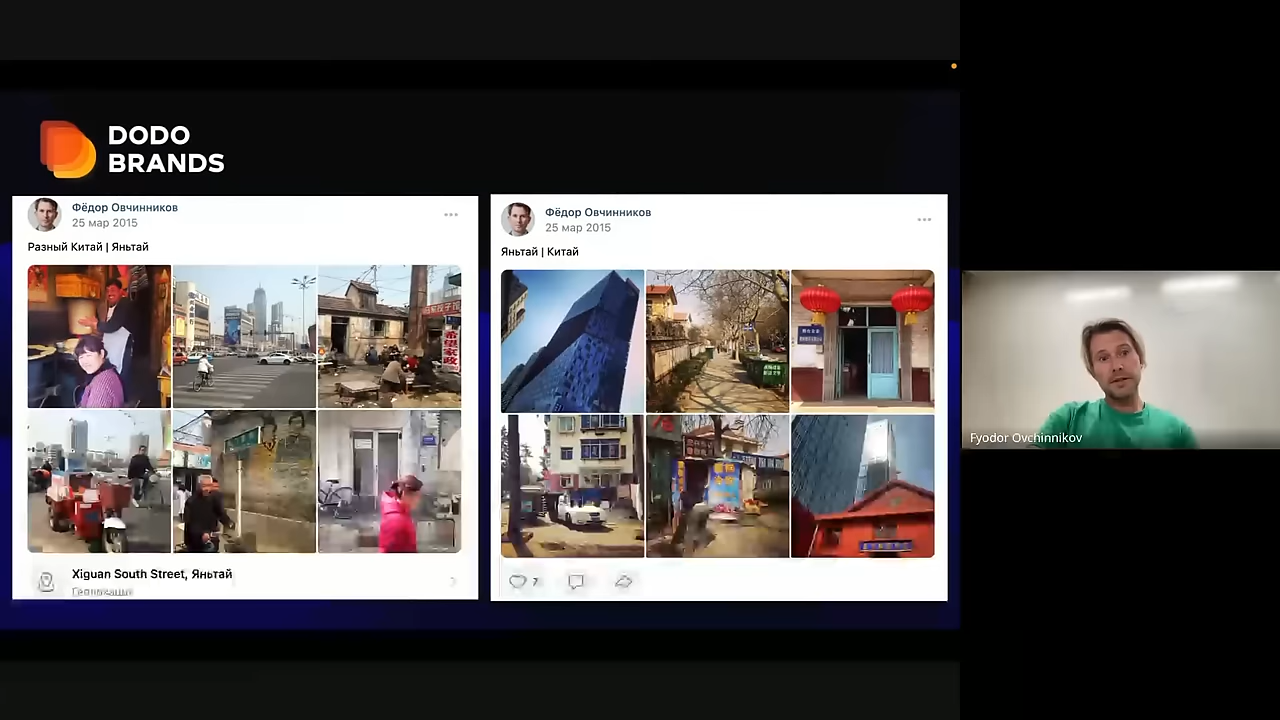 DODO
BRANDS
Фёдор Овчинников
25 мар 2015
Разный Китай | Яньтай
Xiguan South Street, Яньтай
Фёдор Овчинников
25 мар 2015
Яньтай | Китай
7
Fyodor Ovchinnikov